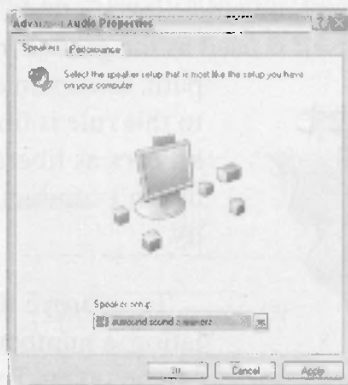 Advanced Audio Properties
Speakers Performance
Select the speaker setup that is most like the setup you have
on your computer.
Speaker setup:
surround sound speakers
Cancel Apply